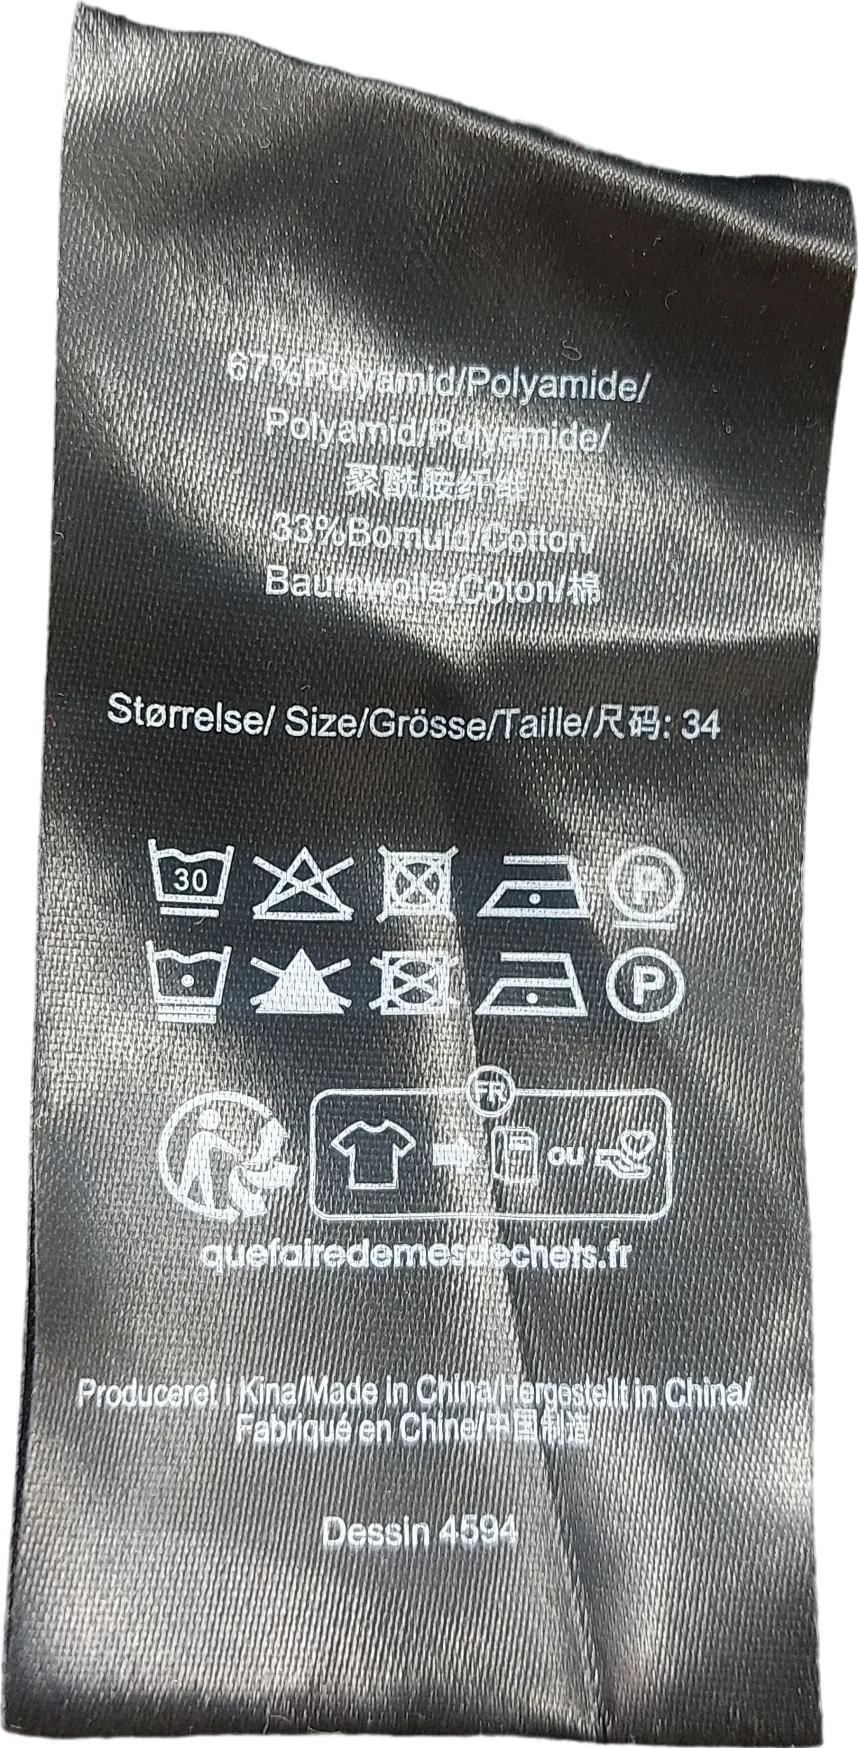 67%Polyamid/Polyamide/
Polyamid/Polyamide/
聚酰胺纤维
33%Bomuld/Cotton/
Baumwolle/Coton/棉
Størrelse/ Size/Grösse/Taille/尺码: 34
30
P
P
FR
ou
quefairedemesdechets.fr
Produceret i Kina/Made in China/Hergestellt in China/
Fabriqué en Chine/中国制造
Dessin 4594